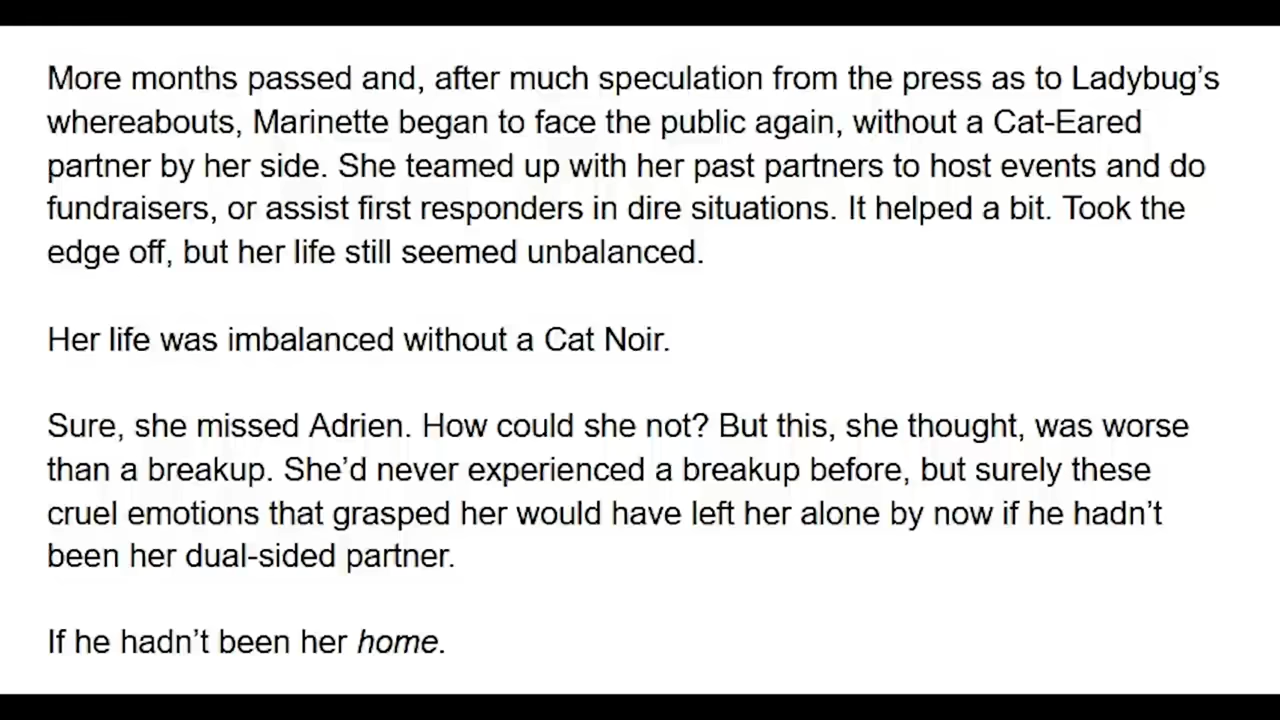 More months passed and, after much speculation from the press as to Ladybug’s
whereabouts, Marinette began to face the public again, without a Cat-Eared
partner by her side. She teamed up with her past partners to host events and do
fundraisers, or assist first responders in dire situations. It helped a bit. Took the
edge off, but her life still seemed unbalanced.
Her life was imbalanced without a Cat Noir.
Sure, she missed Adrien. How could she not? But this, she thought, was worse
than a breakup. She’d never experienced a breakup before, but surely these
cruel emotions that grasped her would have left her alone by now if he hadn’t
been her dual-sided partner.
If he hadn’t been her home.